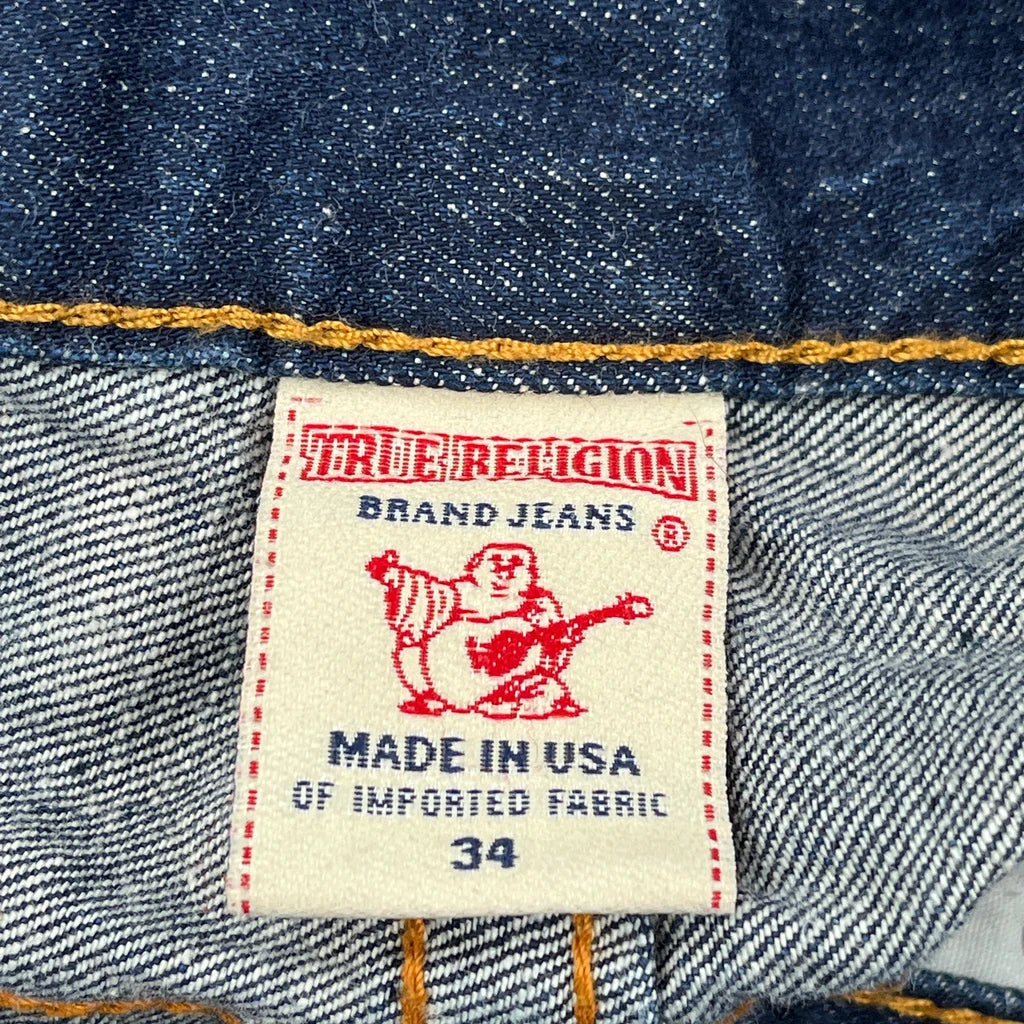 TRUE RELIGION
BRAND JEANS ®
MADE IN USA
OF IMPORTED FABRIC
34